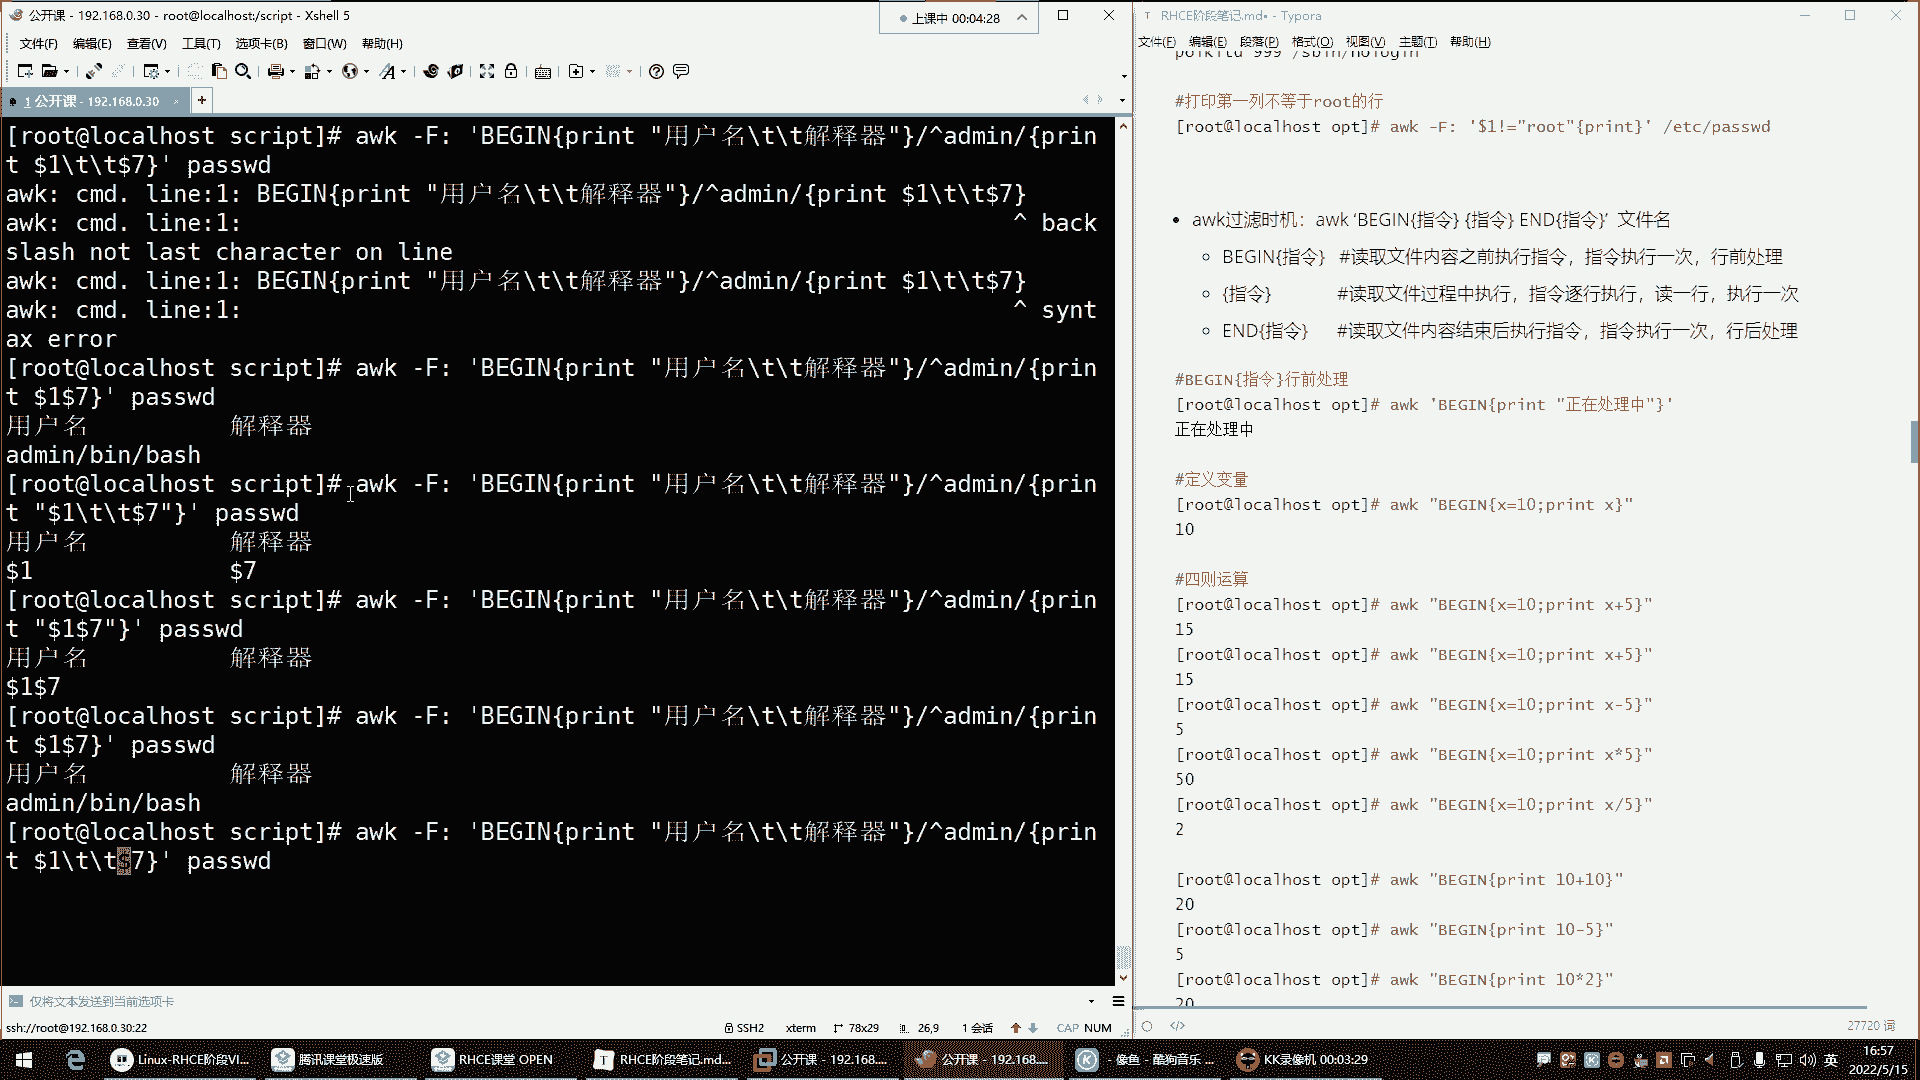 公开课 - 192.168.0.30 - root@localhost:/script - Xshell 5
上课中 00:04:28
文件(F) 编辑(E) 查看(V) 工具(T) 选项卡(B) 窗口(W) 帮助(H)
1 公开课 - 192.168.0.30
[root@localhost script]# awk -F: 'BEGIN{print "用户名\t\t解释器"}/^admin/{prin
t $1\t\t$7}' passwd
awk: cmd. line:1: BEGIN{print "用户名\t\t解释器"}/^admin/{print $1\t\t$7}
awk: cmd. line:1: ^ back
slash not last character on line
awk: cmd. line:1: BEGIN{print "用户名\t\t解释器"}/^admin/{print $1\t\t$7}
awk: cmd. line:1: ^ synt
ax error
[root@localhost script]# awk -F: 'BEGIN{print "用户名\t\t解释器"}/^admin/{prin
t $1$7}' passwd
用户名 解释器
admin/bin/bash
[root@localhost script]# awk -F: 'BEGIN{print "用户名\t\t解释器"}/^admin/{prin
t "$1\t\t$7"}' passwd
用户名 解释器
$1 $7
[root@localhost script]# awk -F: 'BEGIN{print "用户名\t\t解释器"}/^admin/{prin
t "$1$7"}' passwd
用户名 解释器
$1$7
[root@localhost script]# awk -F: 'BEGIN{print "用户名\t\t解释器"}/^admin/{prin
t $1$7}' passwd
用户名 解释器
admin/bin/bash
[root@localhost script]# awk -F: 'BEGIN{print "用户名\t\t解释器"}/^admin/{prin
t $1\t\t$7}' passwd
仅将文本发送到当前选项卡
ssh://root@192.168.0.30:22 SSH2 xterm 78x29 26,9 1 会话 CAP NUM
RHCE阶段笔记.md• - Typora
文件(F) 编辑(E) 段落(P) 格式(O) 视图(V) 主题(T) 帮助(H)
polkitd 999 /sbin/nologin
#打印第一列不等于root的行
[root@localhost opt]# awk -F: '$1!="root"{print}' /etc/passwd
awk过滤时机：awk ‘BEGIN{指令} {指令} END{指令}’ 文件名
BEGIN{指令} #读取文件内容之前执行指令，指令执行一次，行前处理
{指令} #读取文件过程中执行，指令逐行执行，读一行，执行一次
END{指令} #读取文件内容结束后执行指令，指令执行一次，行后处理
#BEGIN{指令}行前处理
[root@localhost opt]# awk 'BEGIN{print "正在处理中"}'
正在处理中
#定义变量
[root@localhost opt]# awk "BEGIN{x=10;print x}"
10
#四则运算
[root@localhost opt]# awk "BEGIN{x=10;print x+5}"
15
[root@localhost opt]# awk "BEGIN{x=10;print x+5}"
15
[root@localhost opt]# awk "BEGIN{x=10;print x-5}"
5
[root@localhost opt]# awk "BEGIN{x=10;print x*5}"
50
[root@localhost opt]# awk "BEGIN{x=10;print x/5}"
2
[root@localhost opt]# awk "BEGIN{print 10+10}"
20
[root@localhost opt]# awk "BEGIN{print 10-5}"
5
[root@localhost opt]# awk "BEGIN{print 10*2}"
20
27720 词
Linux-RHCE阶段VI... 腾讯课堂极速版 RHCE课堂 OPEN RHCE阶段笔记.md... 公开课 - 192.168.... 公开课 - 192.168.... - 像鱼 - 酷狗音乐 ... KK录像机 00:03:29 英
16:57
2022/5/15